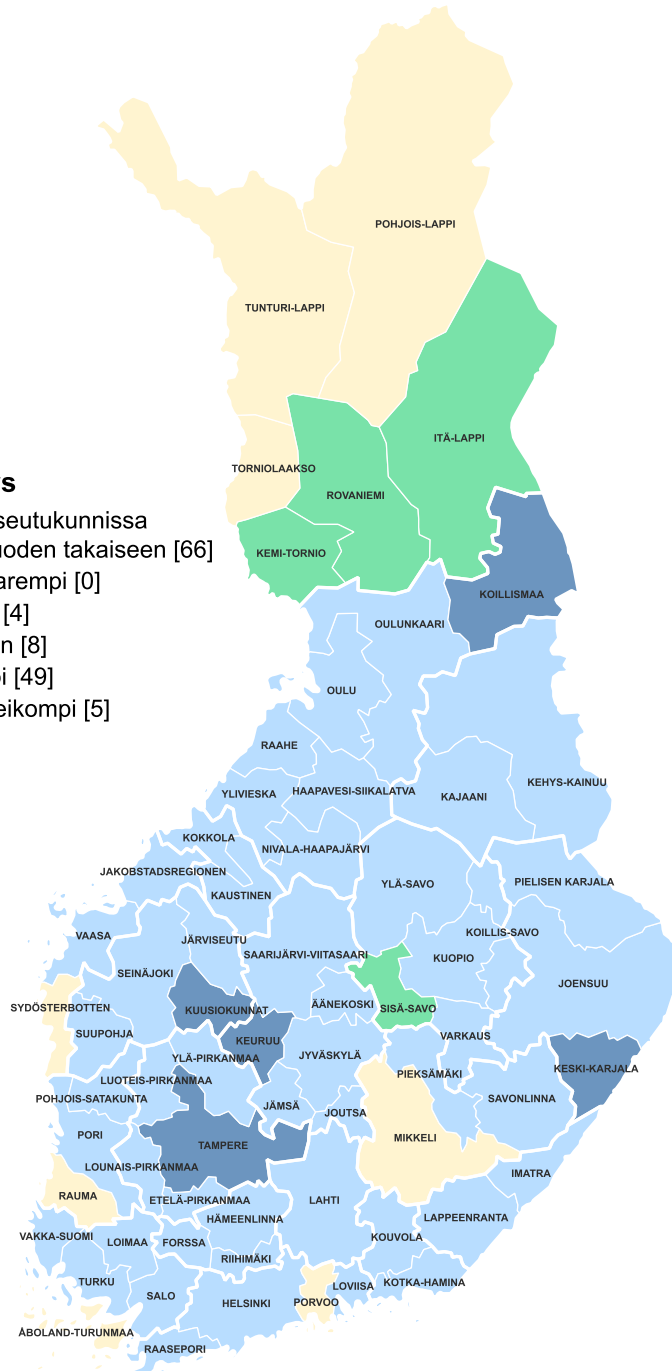 POHJOIS-LAPPI
TUNTURI-LAPPI
ITÄ-LAPPI
TORNIOLAAKSO
ROVANIEMI
KEMI-TORNIO
KOILLISMAA
seutukunnissa
uoden takaiseen [66]
arempi [0]
[4]
n [8]
i [49]
eikompi [5]
OULUNKAARI
OULU
RAAHE
HAAPAVESI-SIIKALATVA
YLIVIESKA
KAJAANI
KEHYS-KAINUU
KOKKOLA
NIVALA-HAAPAJÄRVI
JAKOBSTADSREGIONEN
YLÄ-SAVO
PIELISEN KARJALA
KAUSTINEN
KOILLIS-SAVO
VAASA
JÄRVISEUTU
SAARIJÄRVI-VIITASAARI
KUOPIO
SEINÄJOKI
JOENSUU
SYDÖSTERBOTTEN
KUUSIOKUNNAT
ÄÄNEKOSKI
SISÄ-SAVO
SUUPOHJA
KEURUU
VARKAUS
YLÄ-PIRKANMAA
JYVÄSKYLÄ
KESKI-KARJALA
LUOTEIS-PIRKANMAA
PIEKSÄMÄKI
POHJOIS-SATAKUNTA
SAVONLINNA
JÄMSÄ
JOUTSA
PORI
TAMPERE
MIKKELI
LOUNAIS-PIRKANMAA
IMATRA
RAUMA
ETELÄ-PIRKANMAA
LAHTI
HÄMEENLINNA
LAPPEENRANTA
VAKKA-SUOMI
LOIMAA
FORSSA
KOUVOLA
RIIHIMÄKI
TURKU
SALO
HELSINKI
PORVOO
LOVIISA
KOTKA-HAMINA
ÅBOLAND-TURUNMAA
RAASEPORI